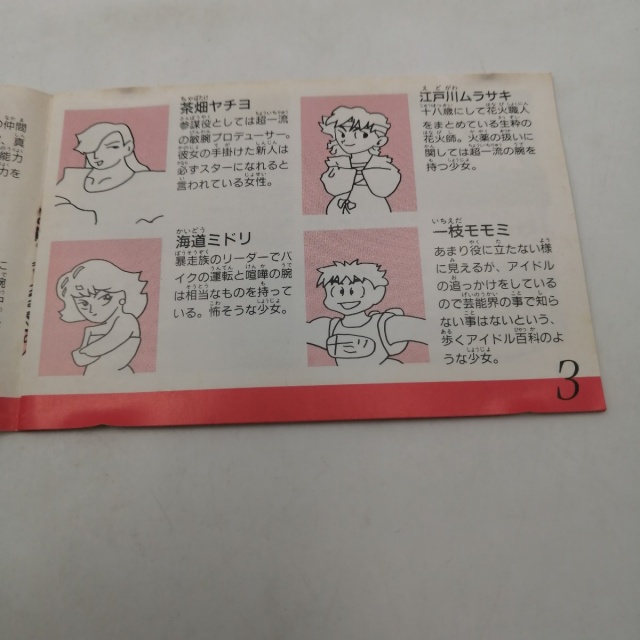 の仲間
、真
能力
力を
茶畑ヤチヨ
参謀役としては超一流
の敏腕プロデューサー。
彼女の手掛けた新人は
必ずスターになれると
言われている女性。
江戸川ムラサキ
十八歳にして花火職人
をまとめている生粋の
花火師。火薬の扱いに
関しては超一流の腕を
持つ少女。
海道ミドリ
暴走族のリーダーでバ
イクの運転と喧嘩の腕
は相当なものを持って
いる。怖そうな少女。
一枝モモミ
あまり役に立たない様
に見えるが、アイドル
の追っかけをしている
ので芸能界の事で知ら
ない事はないという、
歩くアイドル百科のよ
うな少女。
3